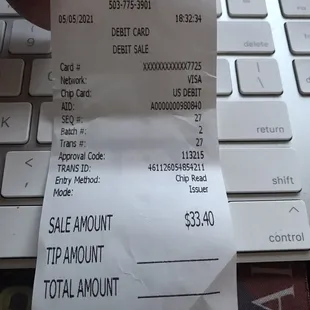 503-775-3901
05/05/2021 18:32:34
DEBIT CARD
DEBIT SALE
Card # XXXXXXXXXXXX7725
Network: VISA
Chip Card: US DEBIT
AID: A0000000980840
SEQ #: 27
Batch #: 2
Trans #: 27
Approval Code: 113215
TRANS ID: 461126054854211
Entry Method: Chip Read
Mode: Issuer
SALE AMOUNT $33.40
TIP AMOUNT
TOTAL AMOUNT
delete
return
shift
control